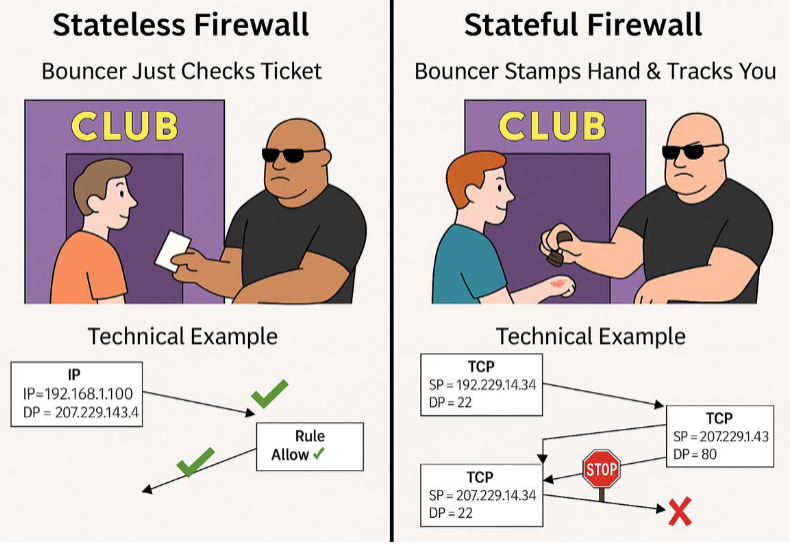 Stateless Firewall
Bouncer Just Checks Ticket
CLUB
Technical Example
IP
IP=192.168.1.100
DP = 207.229.143.4
Rule
Allow ✓
Stateful Firewall
Bouncer Stamps Hand & Tracks You
CLUB
Technical Example
TCP
SP = 192.229.14.34
DP = 22
TCP
SP = 207.229.1.43
DP = 80
STOP
TCP
SP = 207.229.14.34
DP = 22